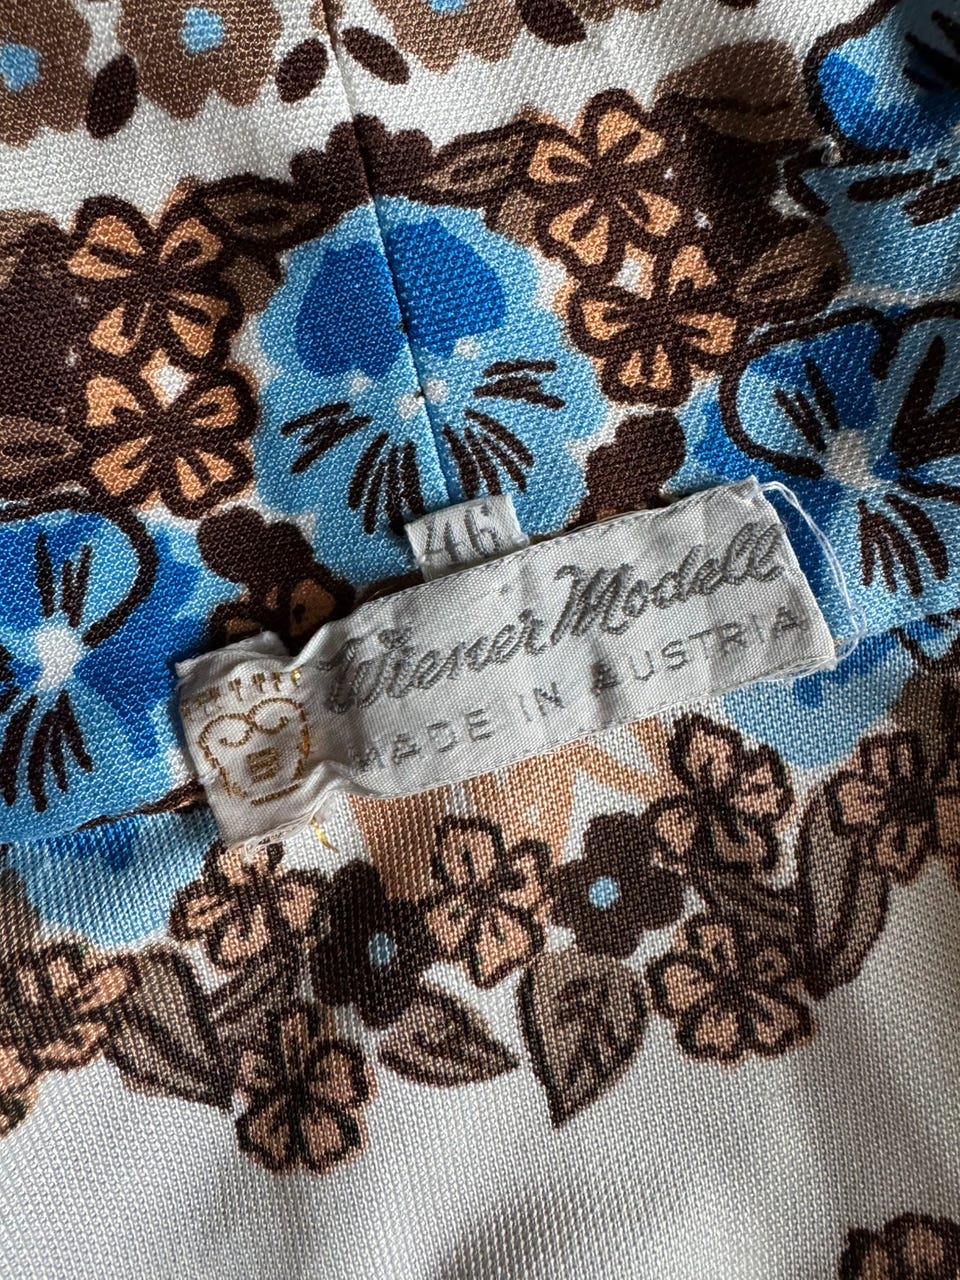 46
Wiener Modell
MADE IN AUSTRIA